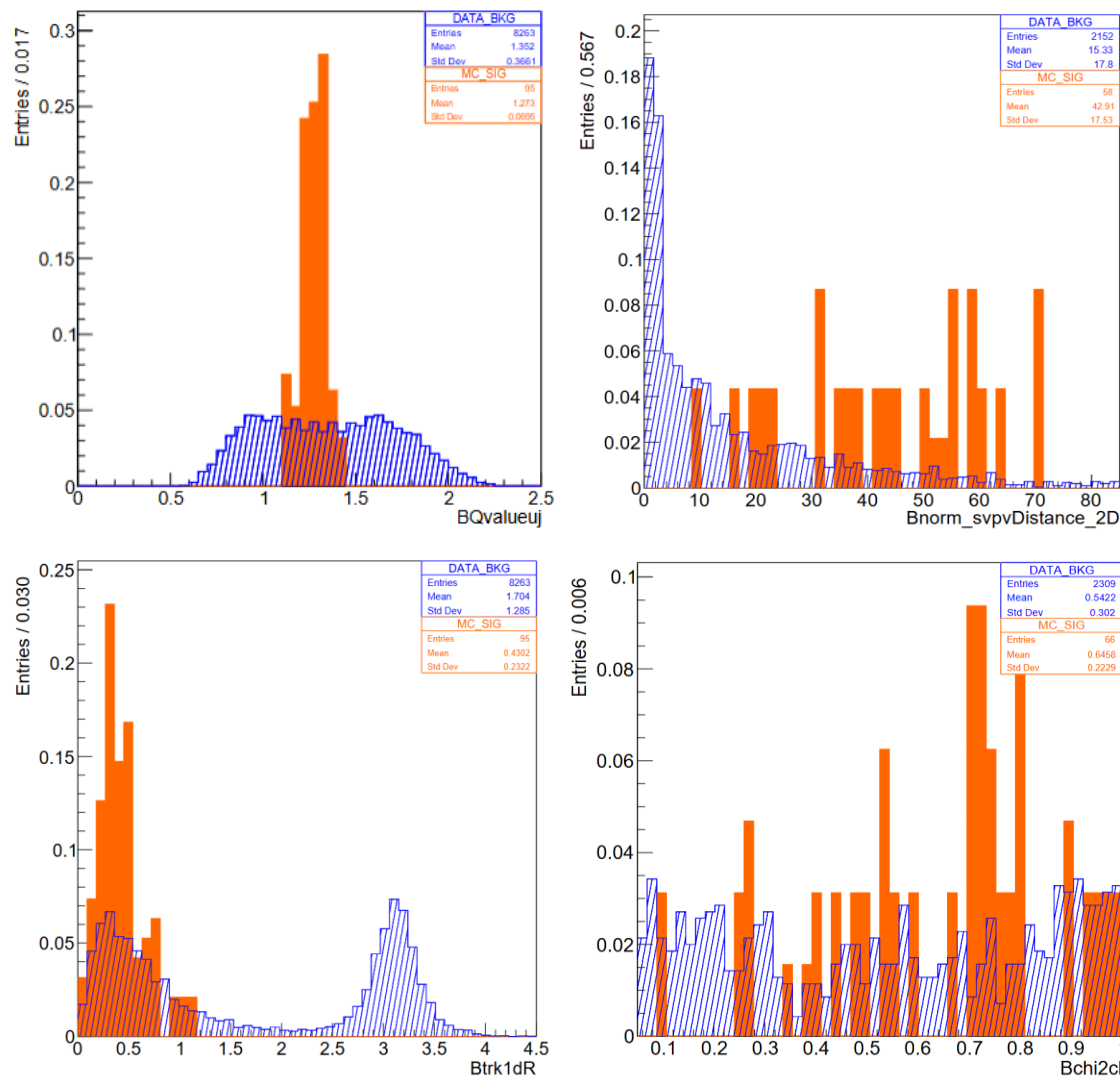 DATA_BKG
Entries 8263
Mean 1.352
Std Dev 0.3661
MC_SIG
Entries 95
Mean 1.273
Std Dev 0.0695
Entries / 0.017
0.3
0.25
0.2
0.15
0.1
0.05
0
0 0.5 1 1.5 2 2.5
BQvalueuj
DATA_BKG
Entries 2152
Mean 15.33
Std Dev 17.8
MC_SIG
Entries 58
Mean 42.91
Std Dev 17.53
Entries / 0.567
0.2
0.18
0.16
0.14
0.12
0.1
0.08
0.06
0.04
0.02
0
0 10 20 30 40 50 60 70 80
Bnorm_svpvDistance_2D
DATA_BKG
Entries 8263
Mean 1.704
Std Dev 1.285
MC_SIG
Entries 95
Mean 0.4302
Std Dev 0.2322
Entries / 0.030
0.25
0.2
0.15
0.1
0.05
0
0 0.5 1 1.5 2 2.5 3 3.5 4 4.5
Btrk1dR
DATA_BKG
Entries 2309
Mean 0.5422
Std Dev 0.302
MC_SIG
Entries 66
Mean 0.6458
Std Dev 0.2229
Entries / 0.006
0.1
0.08
0.06
0.04
0.02
0
0.1 0.2 0.3 0.4 0.5 0.6 0.7 0.8 0.9